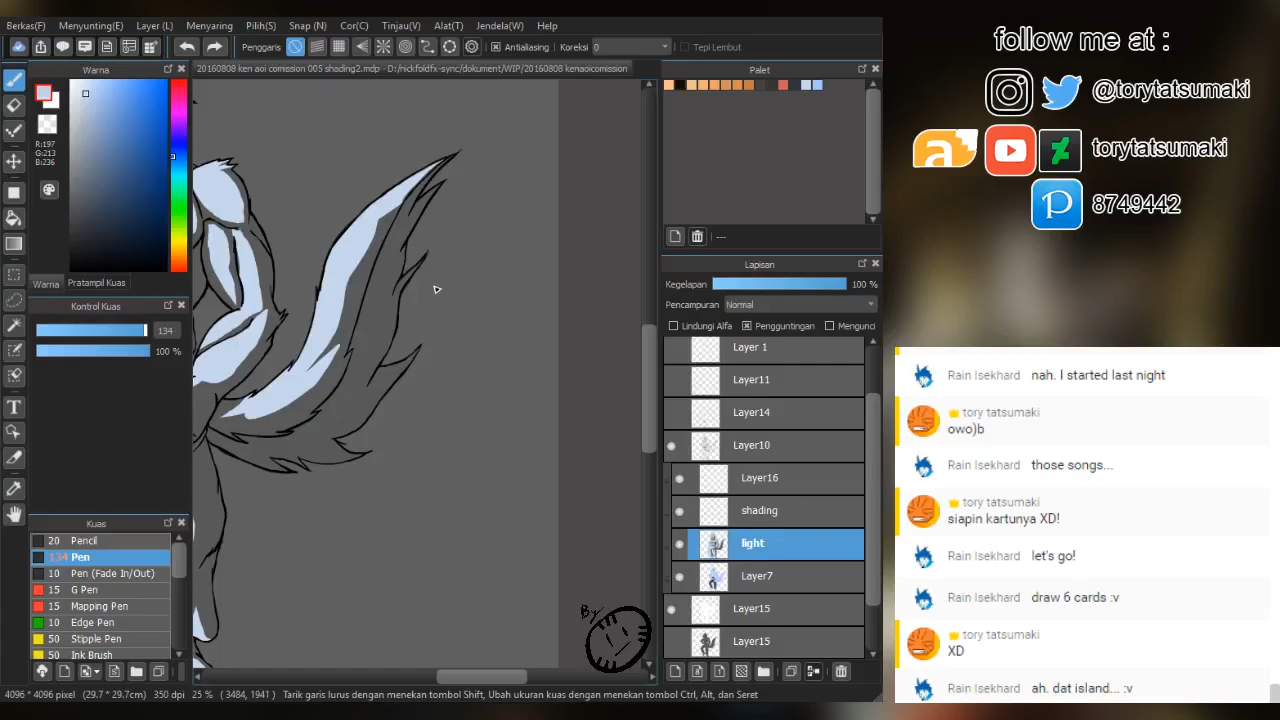 Berkas(F) Menyunting(E) Layer (L) Menyaring Pilih(S) Snap (N) Cor(C) Tinjau(V) Alat(T) Jendela(W) Help
Penggaris Antialiasing Koreksi 0 Tepi Lembut
Warna
20160808 ken aoi comission 005 shading2.mdp - D:/nickfoldfx-sync/dokument/WIP/20160808 kenaoicomission
Palet
R:197
G:213
B:236
Warna Pratampil Kuas
Kontrol Kuas
134
100 %
Kuas
20 Pencil
134 Pen
10 Pen (Fade In/Out)
15 G Pen
15 Mapping Pen
10 Edge Pen
50 Stipple Pen
15 Ink Brush
---
Lapisan
Kegelapan 100 %
Pencampuran Normal
Lindungi Alfa Pengguntingan Mengunci
Layer 1
Layer11
Layer14
Layer10
Layer16
shading
light
Layer7
Layer15
Layer15
By
4096 * 4096 pixel (29.7 * 29.7cm) 350 dpi 25 % ( 3484, 1941 ) Tarik garis lurus dengan menekan tombol Shift, Ubah ukuran kuas dengan menekan tombol Ctrl, Alt, dan Seret
follow me at :
@torytatsumaki
a torytatsumaki
P 8749442
Rain Isekhard nah. I started last night
tory tatsumaki
owo)b
Rain Isekhard those songs...
tory tatsumaki
siapin kartunya XD!
Rain Isekhard let's go!
Rain Isekhard draw 6 cards :v
tory tatsumaki
XD
Rain Isekhard ah. dat island... :v